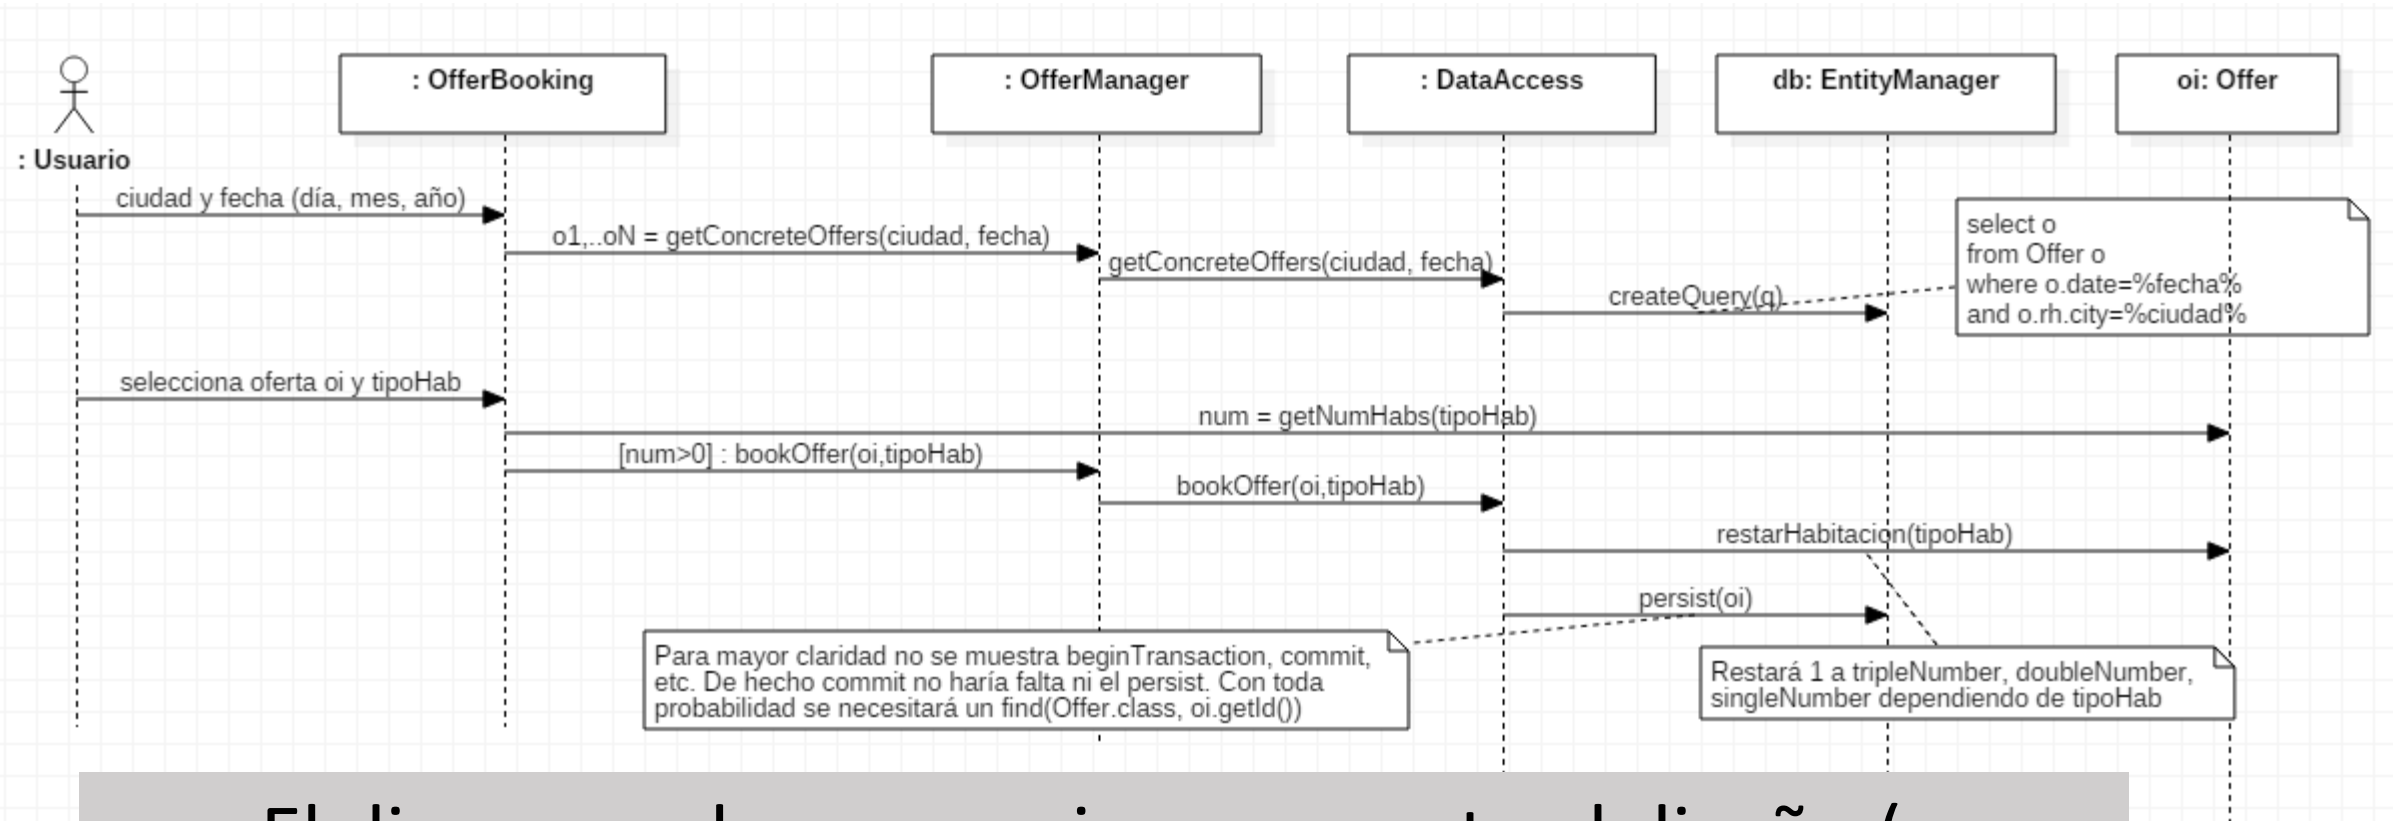 : OfferBooking
: OfferManager
: DataAccess
db: EntityManager
oi: Offer
: Usuario
ciudad y fecha (día, mes, año)
o1,..oN = getConcreteOffers(ciudad, fecha)
getConcreteOffers(ciudad, fecha)
createQuery(q)
select o
from Offer o
where o.date=%fecha%
and o.rh.city=%ciudad%
selecciona oferta oi y tipoHab
num = getNumHabs(tipoHab)
[num>0] : bookOffer(oi,tipoHab)
bookOffer(oi,tipoHab)
restarHabitacion(tipoHab)
persist(oi)
Para mayor claridad no se muestra beginTransaction, commit,
etc. De hecho commit no haría falta ni el persist. Con toda
probabilidad se necesitará un find(Offer.class, oi.getId())
Restará 1 a tripleNumber, doubleNumber,
singleNumber dependiendo de tipoHab